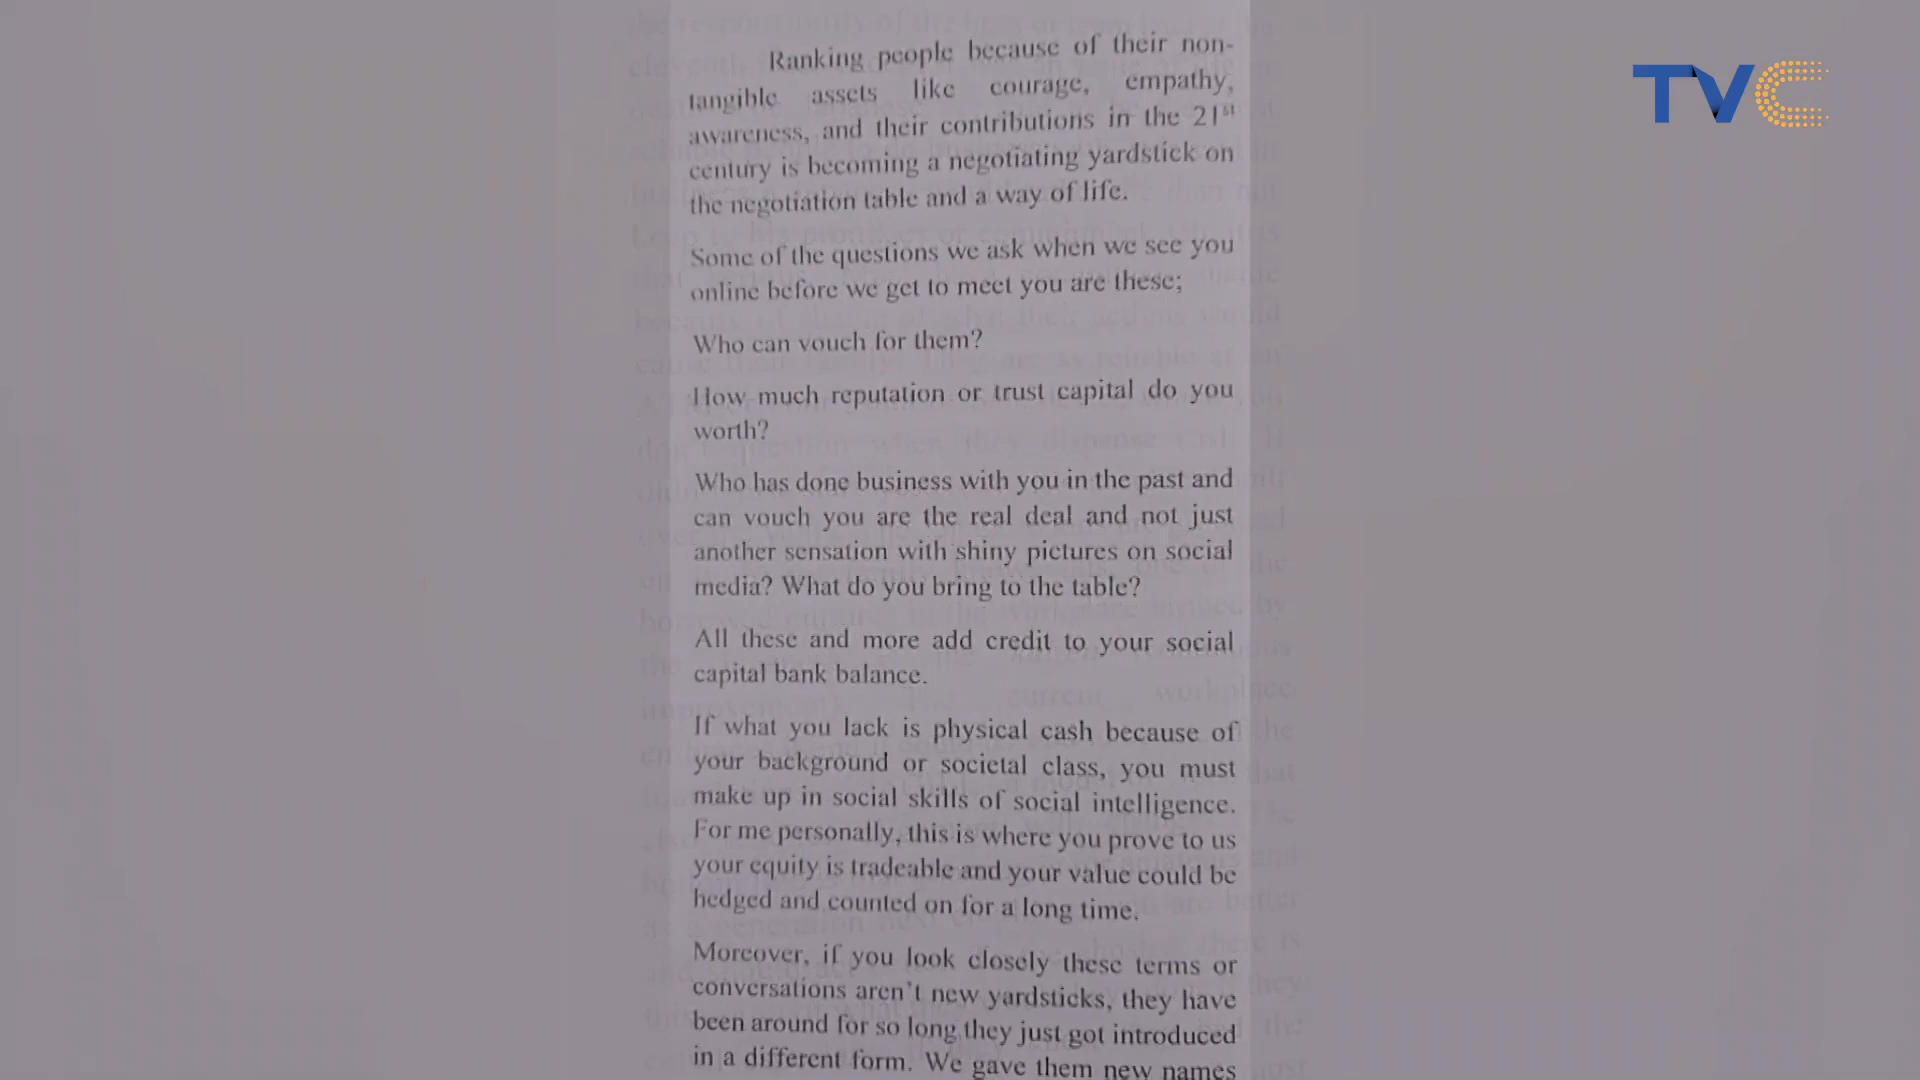 TVC
Ranking people because of their non-
tangible assets like courage, empathy,
awareness, and their contributions in the 21st
century is becoming a negotiating yardstick on
the negotiation table and a way of life.
Some of the questions we ask when we see you
online before we get to meet you are these;
Who can vouch for them?
How much reputation or trust capital do you
worth?
Who has done business with you in the past and
can vouch you are the real deal and not just
another sensation with shiny pictures on social
media? What do you bring to the table?
All these and more add credit to your social
capital bank balance.
If what you lack is physical cash because of
your background or societal class, you must
make up in social skills of social intelligence.
For me personally, this is where you prove to us
your equity is tradeable and your value could be
hedged and counted on for a long time.
Moreover, if you look closely these terms or
conversations aren't new yardsticks, they have
been around for so long they just got introduced
in a different form. We gave them new names